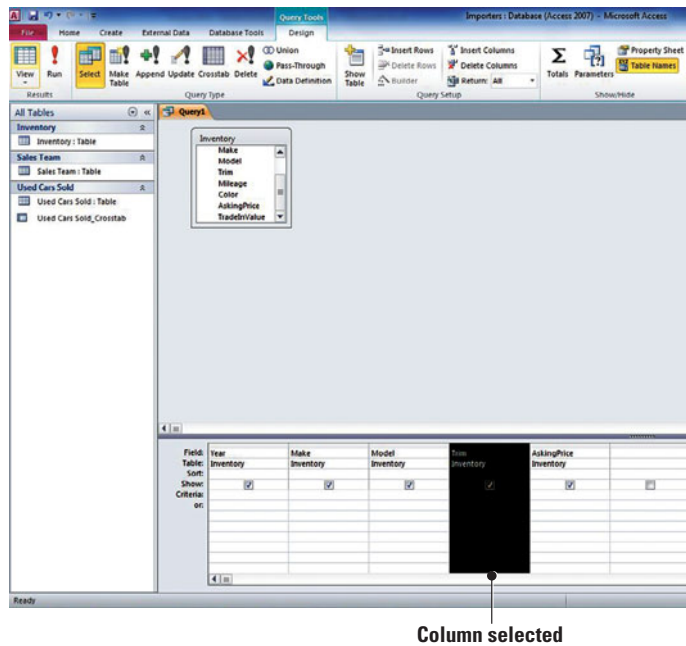 Query Tools
Importers : Database (Access 2007) - Microsoft Access
File Home Create External Data Database Tools Design
View Run Select Make Table Append Update Crosstab Delete
Union
Pass-Through
Data Definition
Show Table
Insert Rows
Delete Rows
Builder
Insert Columns
Delete Columns
Return: All
Totals Parameters
Property Sheet
Table Names
Results Query Type Query Setup Show/Hide
All Tables
Query1
Inventory
Inventory : Table
Sales Team
Sales Team : Table
Used Cars Sold
Used Cars Sold : Table
Used Cars Sold_Crosstab
Inventory
Make
Model
Trim
Mileage
Color
AskingPrice
TradeInValue
Field: Year Make Model Trim AskingPrice
Table: Inventory Inventory Inventory Inventory Inventory
Sort:
Show:
Criteria:
or:
Ready
Column selected